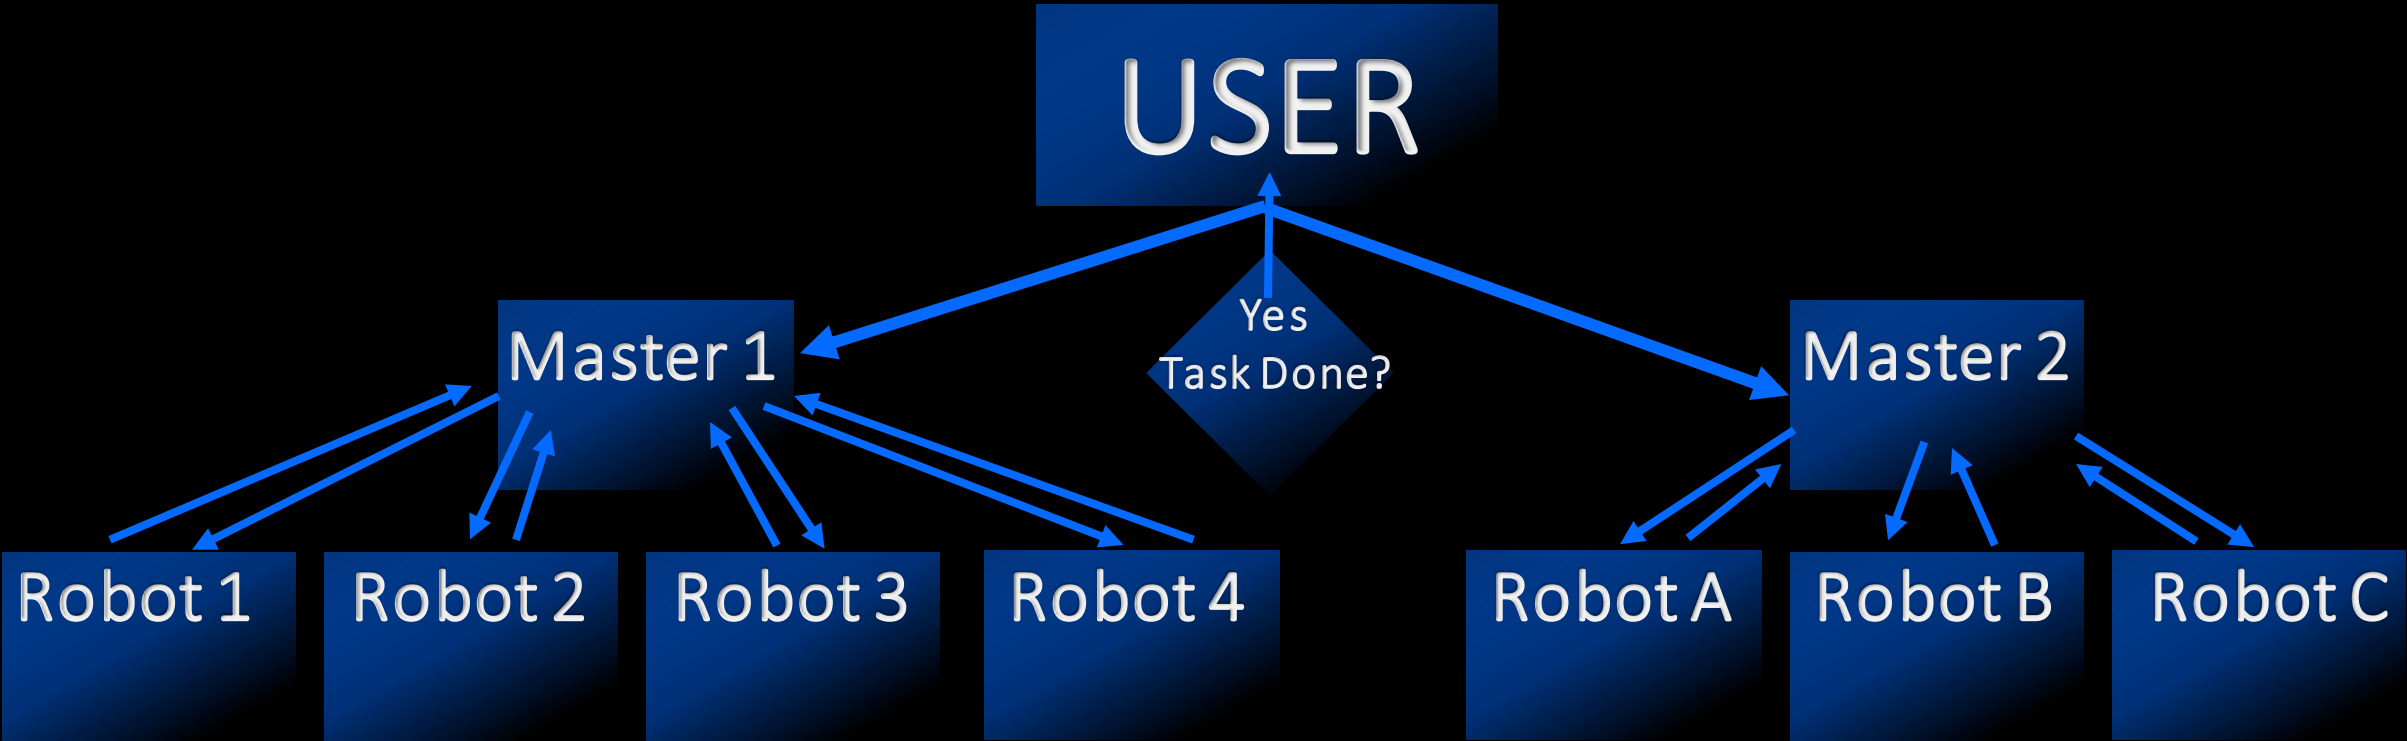 USER
Yes
Task Done?
Master 1
Master 2
Robot 1
Robot 2
Robot 3
Robot 4
Robot A
Robot B
Robot C